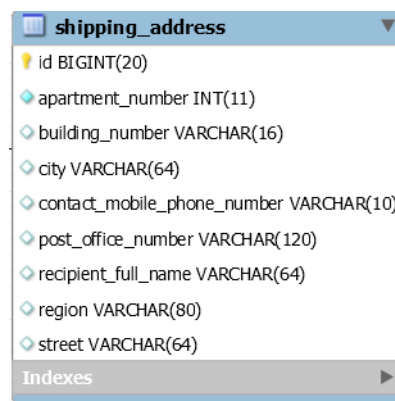 shipping_address
id BIGINT(20)
apartment_number INT(11)
building_number VARCHAR(16)
city VARCHAR(64)
contact_mobile_phone_number VARCHAR(10)
post_office_number VARCHAR(120)
recipient_full_name VARCHAR(64)
region VARCHAR(80)
street VARCHAR(64)
Indexes